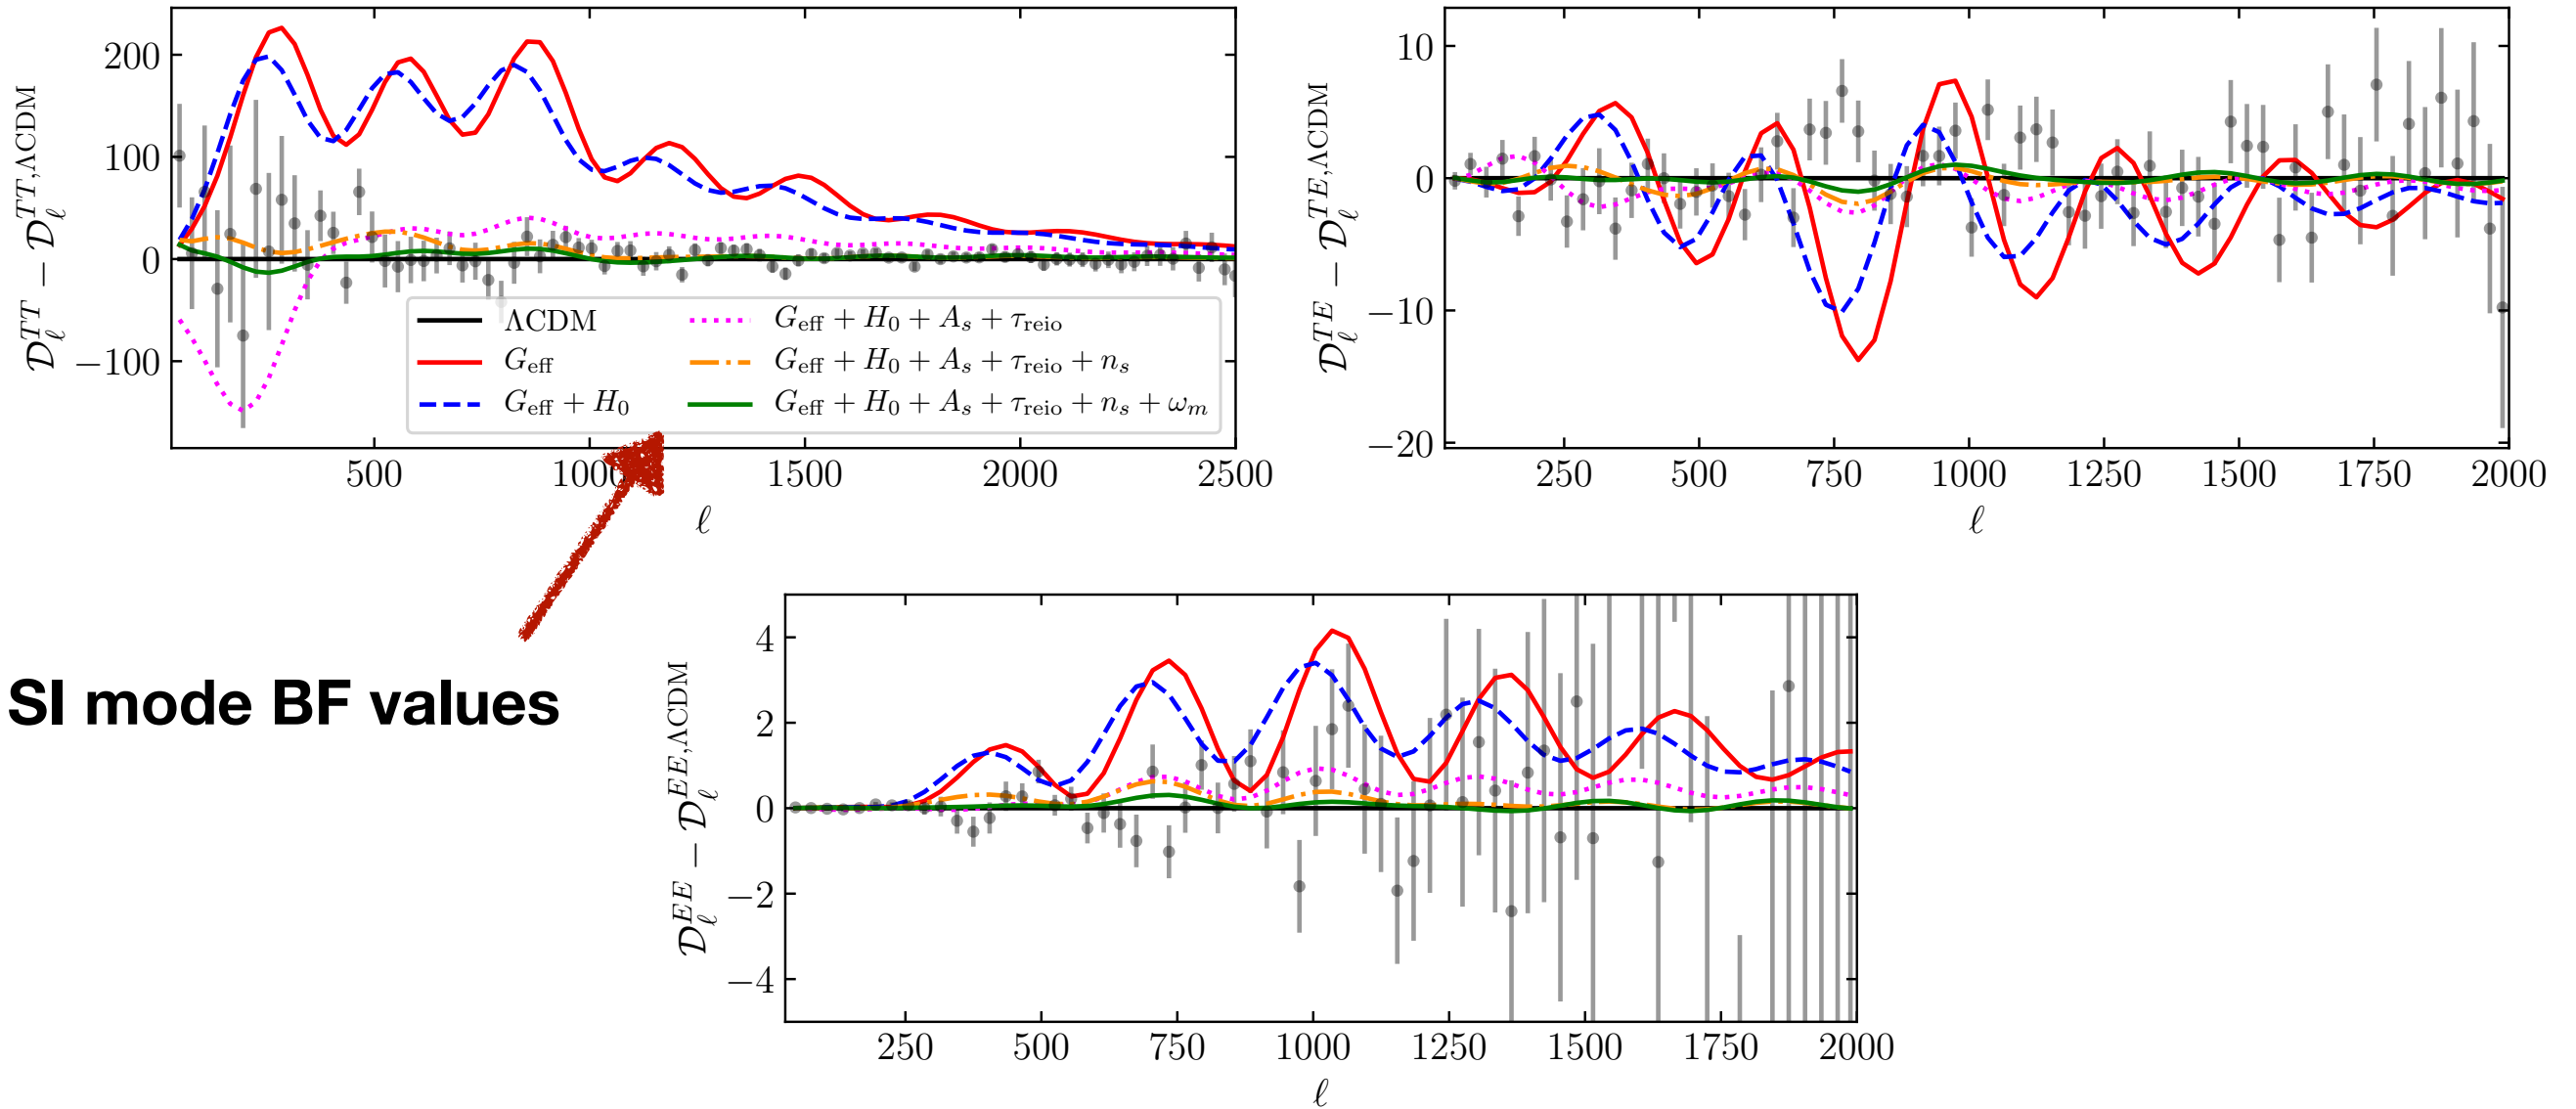 200
100
0
−100
500
1000
1500
2000
2500
ℓ
𝒟_ℓ^{TT} − 𝒟_ℓ^{TT,ΛCDM}
ΛCDM
G_eff
G_eff + H_0
G_eff + H_0 + A_s + τ_reio
G_eff + H_0 + A_s + τ_reio + n_s
G_eff + H_0 + A_s + τ_reio + n_s + ω_m
10
0
−10
−20
250
500
750
1000
1250
1500
1750
2000
ℓ
𝒟_ℓ^{TE} − 𝒟_ℓ^{TE,ΛCDM}
SI mode BF values
4
2
0
−2
−4
250
500
750
1000
1250
1500
1750
2000
ℓ
𝒟_ℓ^{EE} − 𝒟_ℓ^{EE,ΛCDM}